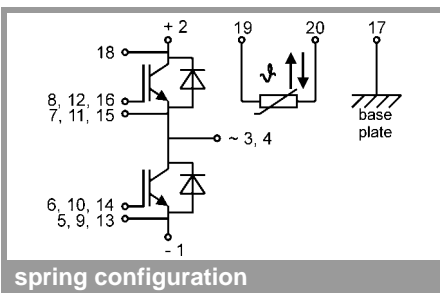 + 2
19
20
17
18
8, 12, 16
7, 11, 15
ϑ
base
plate
~ 3, 4
6, 10, 14
5, 9, 13
- 1
spring configuration